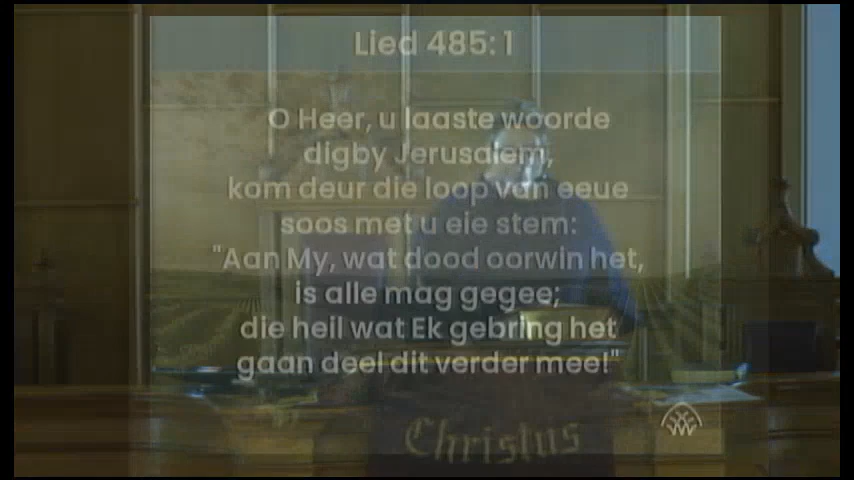 Lied 485: 1
O Heer, u laaste woorde
digby Jerusalem,
kom deur die loop van eeue
soos met u eie stem:
"Aan My, wat dood oorwin het,
is alle mag gegee;
die heil wat Ek gebring het
gaan deel dit verder mee!"
Christus